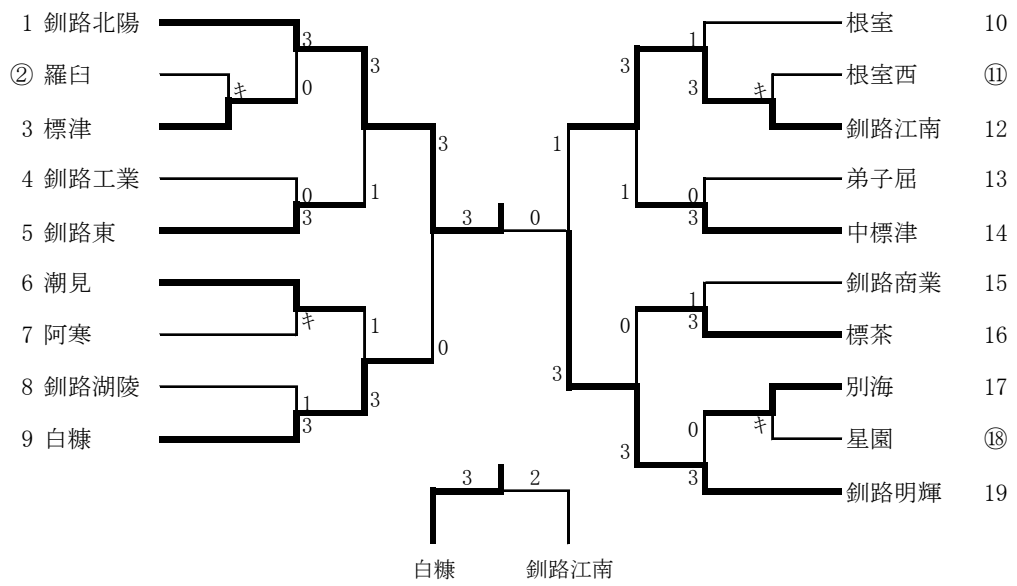 1 釧路北陽
② 羅臼
3 標津
4 釧路工業
5 釧路東
6 潮見
7 阿寒
8 釧路湖陵
9 白糠
3
キ
0
3
0
3
1
3
キ
1
1
3
3
0
3 0
根室 10
根室西 ⑪
釧路江南 12
弟子屈 13
中標津 14
釧路商業 15
標茶 16
別海 17
星園 ⑱
釧路明輝 19
1
キ
3
3
1
0
3
1
1
3
0
3
キ
0
3
3
3 2
白糠 釧路江南